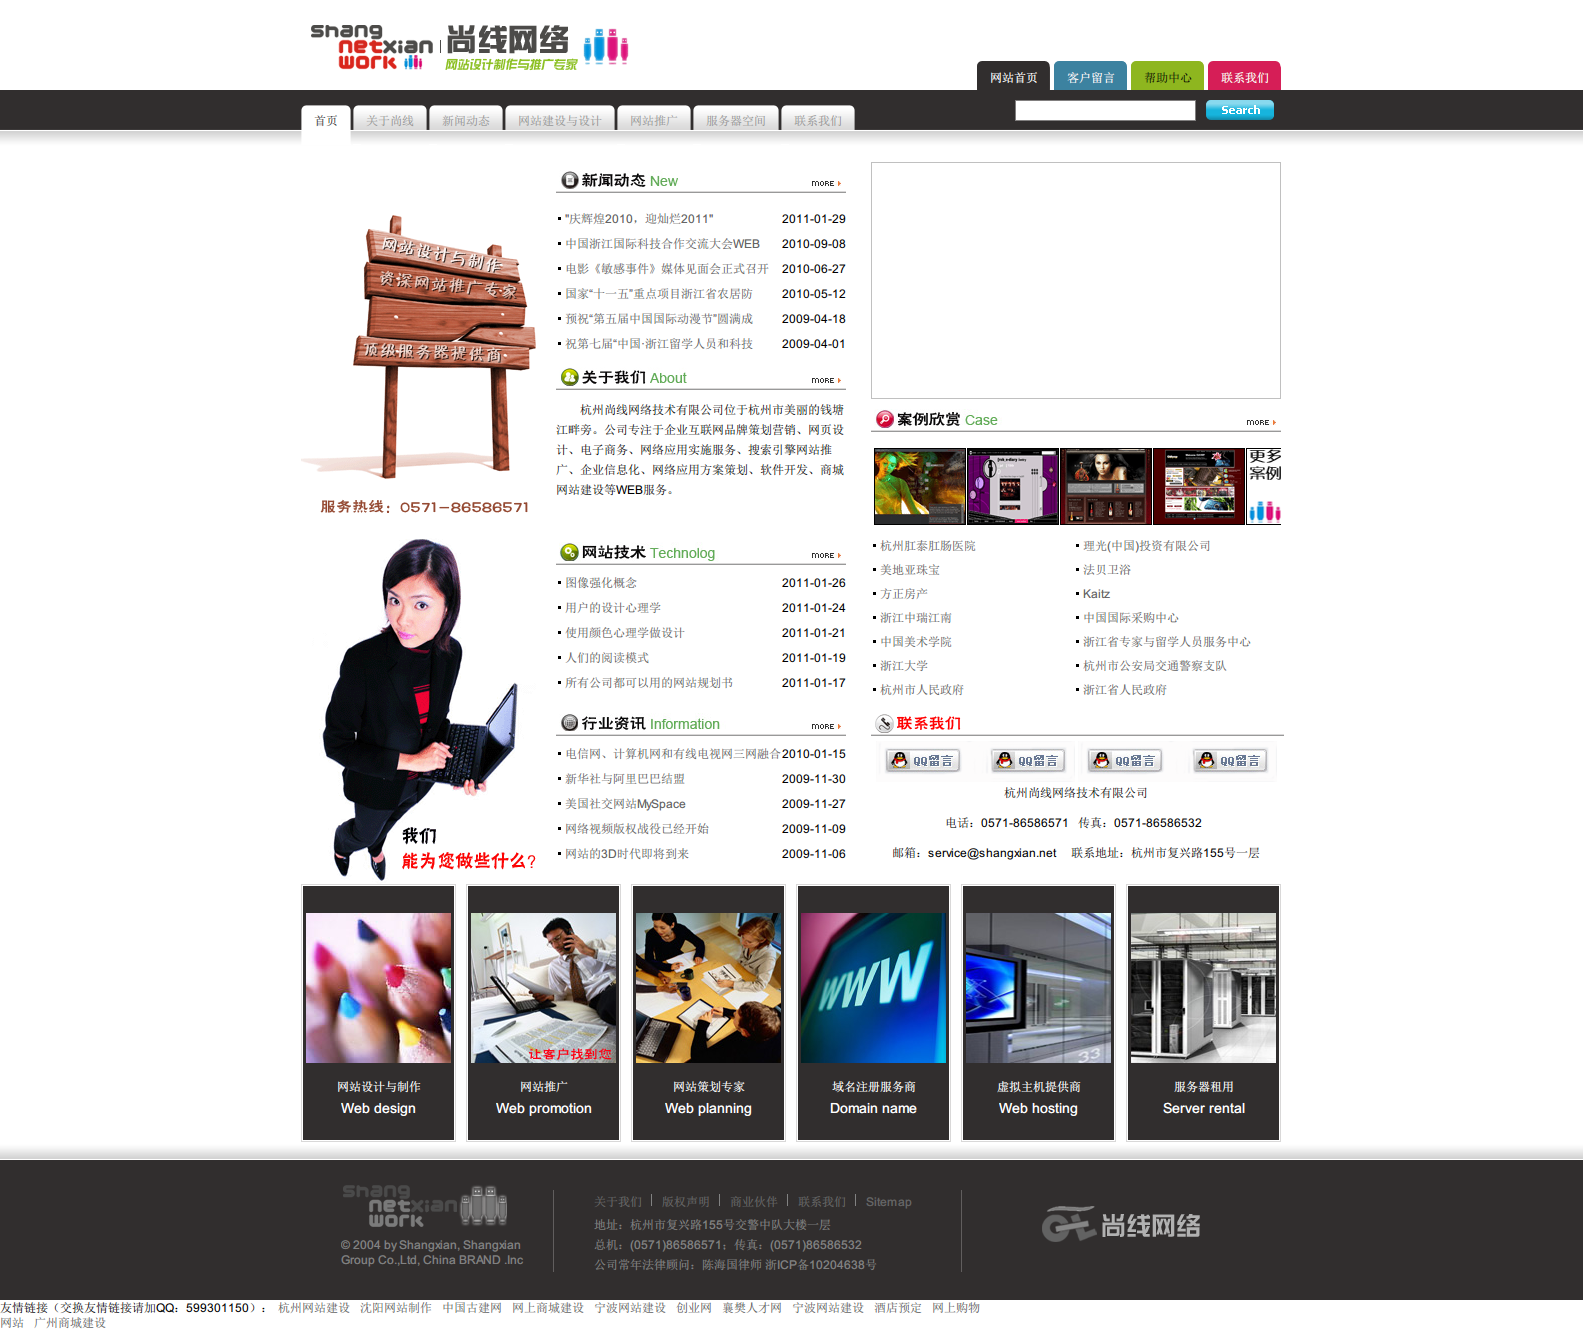 shang
netxian
work
尚线网络
网站设计制作与推广专家
网站首页 客户留言 帮助中心 联系我们
首页 关于尚线 新闻动态 网站建设与设计 网站推广 服务器空间 联系我们
Search
网站设计与制作
资深网站推广专家
顶级服务器提供商
服务热线：0571-86586571
我们
能为您做些什么?
新闻动态 New
MORE
"庆辉煌2010，迎灿烂2011" 2011-01-29
中国浙江国际科技合作交流大会WEB 2010-09-08
电影《敏感事件》媒体见面会正式召开 2010-06-27
国家“十一五”重点项目浙江省农居防 2010-05-12
预祝“第五届中国国际动漫节”圆满成 2009-04-18
祝第七届“中国·浙江留学人员和科技 2009-04-01
关于我们 About
MORE
杭州尚线网络技术有限公司位于杭州市美丽的钱塘
江畔旁。公司专注于企业互联网品牌策划营销、网页设
计、电子商务、网络应用实施服务、搜索引擎网站推
广、企业信息化、网络应用方案策划、软件开发、商城
网站建设等WEB服务。
网站技术 Technolog
MORE
图像强化概念 2011-01-26
用户的设计心理学 2011-01-24
使用颜色心理学做设计 2011-01-21
人们的阅读模式 2011-01-19
所有公司都可以用的网站规划书 2011-01-17
行业资讯 Information
MORE
电信网、计算机网和有线电视网三网融合 2010-01-15
新华社与阿里巴巴结盟 2009-11-30
美国社交网站MySpace 2009-11-27
网络视频版权战役已经开始 2009-11-09
网站的3D时代即将到来 2009-11-06
案例欣赏 Case
MORE
更多
案例
杭州肛泰肛肠医院 理光(中国)投资有限公司
美地亚珠宝 法贝卫浴
方正房产 Kaitz
浙江中瑞江南 中国国际采购中心
中国美术学院 浙江省专家与留学人员服务中心
浙江大学 杭州市公安局交通警察支队
杭州市人民政府 浙江省人民政府
联系我们
QQ留言 QQ留言 QQ留言 QQ留言
杭州尚线网络技术有限公司
电话：0571-86586571 传真：0571-86586532
邮箱：service@shangxian.net 联系地址：杭州市复兴路155号一层
让客户找到您
WWW
33
网站设计与制作 网站推广 网站策划专家 域名注册服务商 虚拟主机提供商 服务器租用
Web design Web promotion Web planning Domain name Web hosting Server rental
shang
netxian
work
© 2004 by Shangxian, Shangxian
Group Co.,Ltd, China BRAND .Inc
关于我们 版权声明 商业伙伴 联系我们 Sitemap
地址：杭州市复兴路155号交警中队大楼一层
总机：(0571)86586571；传真：(0571)86586532
公司常年法律顾问：陈海国律师 浙ICP备10204638号
尚线网络
友情链接（交换友情链接请加QQ：599301150）： 杭州网站建设 沈阳网站制作 中国古建网 网上商城建设 宁波网站建设 创业网 襄樊人才网 宁波网站建设 酒店预定 网上购物
网站 广州商城建设